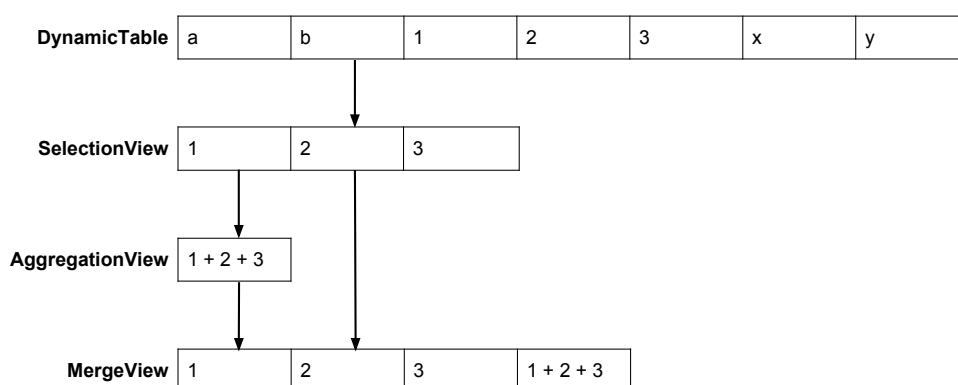 DynamicTable a b 1 2 3 x y
SelectionView 1 2 3
AggregationView 1 + 2 + 3
MergeView 1 2 3 1 + 2 + 3